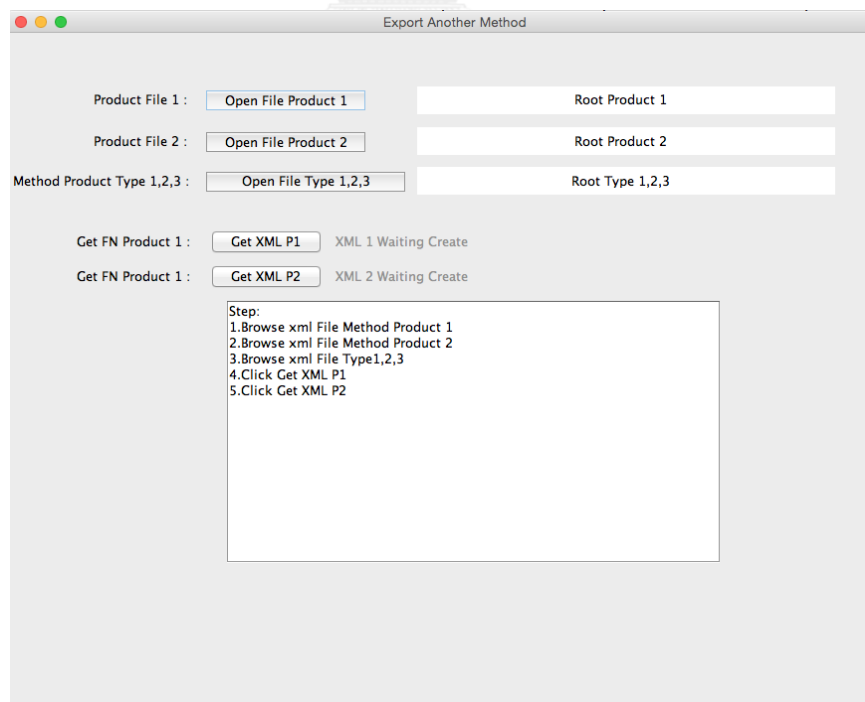 Export Another Method
Product File 1 : Open File Product 1 Root Product 1
Product File 2 : Open File Product 2 Root Product 2
Method Product Type 1,2,3 : Open File Type 1,2,3 Root Type 1,2,3
Get FN Product 1 : Get XML P1 XML 1 Waiting Create
Get FN Product 1 : Get XML P2 XML 2 Waiting Create
Step:
1.Browse xml File Method Product 1
2.Browse xml File Method Product 2
3.Browse xml File Type1,2,3
4.Click Get XML P1
5.Click Get XML P2